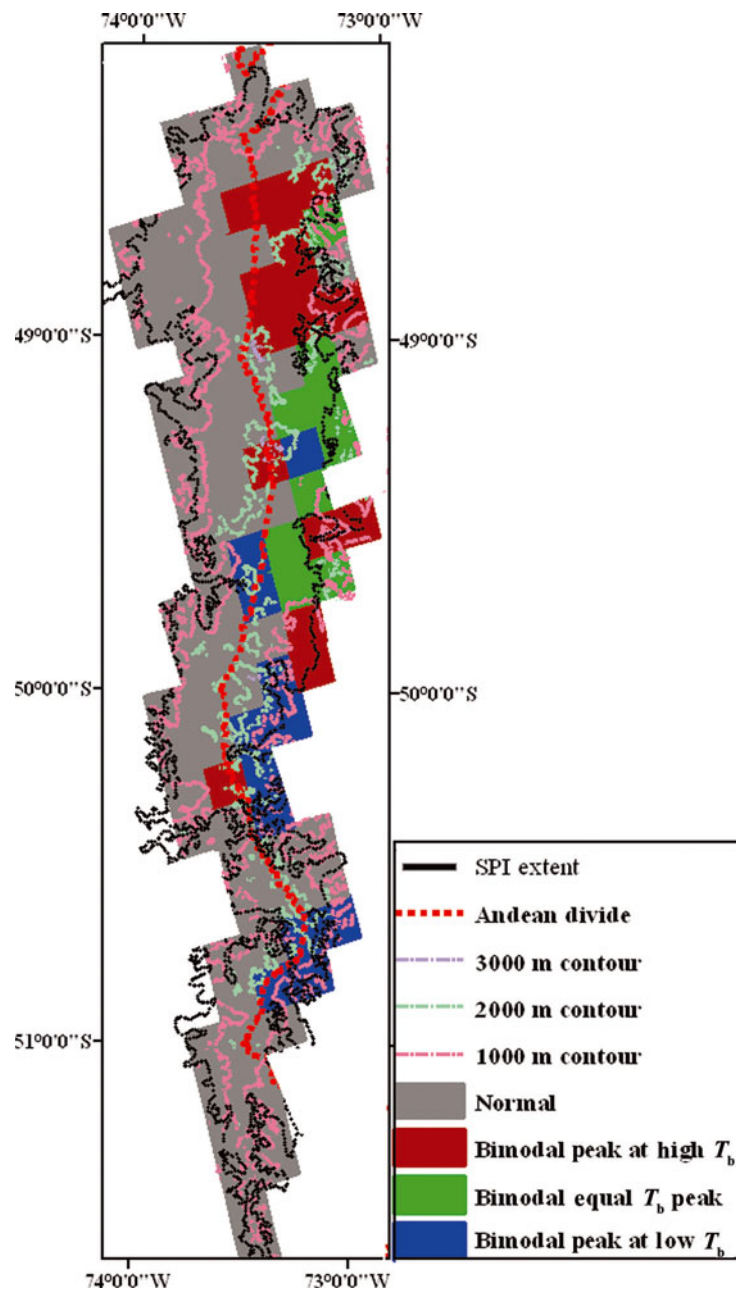 74°0'0''W 73°0'0''W
49°0'0''S 49°0'0''S
50°0'0''S 50°0'0''S
SPI extent
Andean divide
3000 m contour
2000 m contour
51°0'0''S
1000 m contour
Normal
Bimodal peak at high Tb
Bimodal equal Tb peak
Bimodal peak at low Tb
74°0'0''W 73°0'0''W